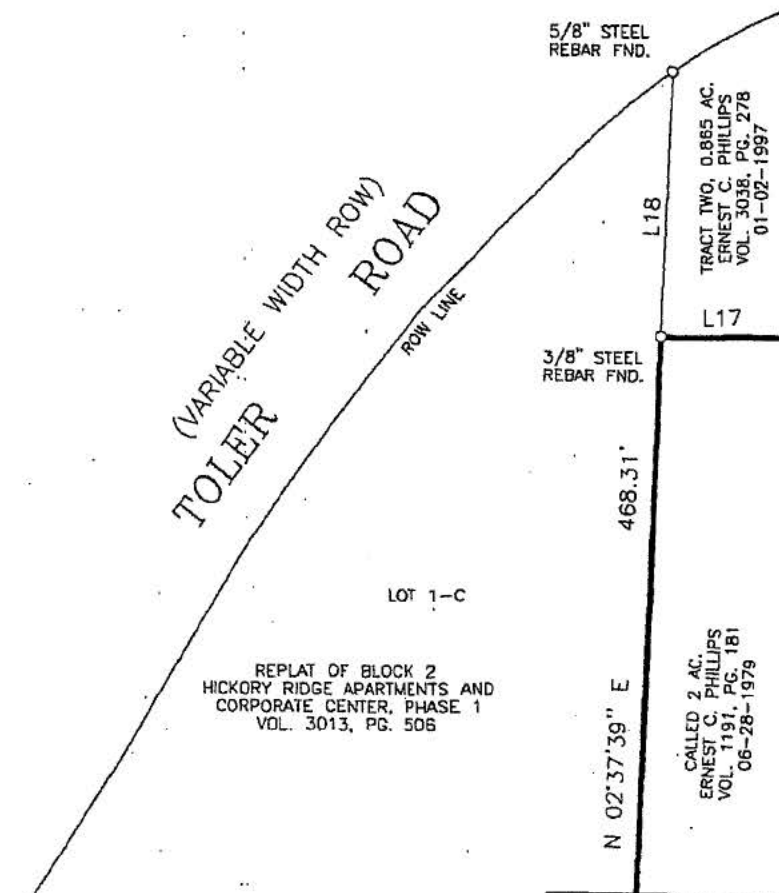 5/8" STEEL
REBAR FND.
TRACT TWO, 0.865 AC.
ERNEST C. PHILLIPS
VOL. 3038, PG. 278
01-02-1997
(VARIABLE WIDTH ROW)
TOLER ROAD
ROW LINE
L18
L17
3/8" STEEL
REBAR FND.
468.31'
N 02°37'39" E
LOT 1-C
REPLAT OF BLOCK 2
HICKORY RIDGE APARTMENTS AND
CORPORATE CENTER, PHASE 1
VOL. 3013, PG. 506
CALLED 2 AC.
ERNEST C. PHILLIPS
VOL. 1191, PG. 181
06-28-1979